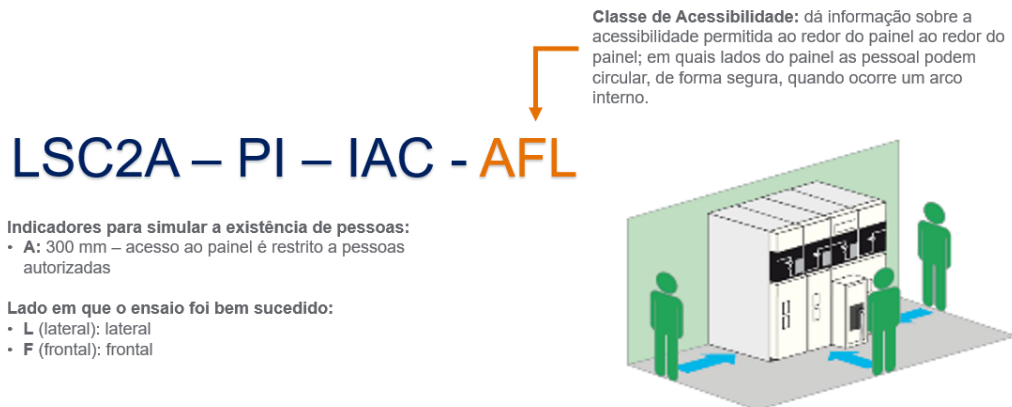 Classe de Acessibilidade: dá informação sobre a
acessibilidade permitida ao redor do painel ao redor do
painel; em quais lados do painel as pessoal podem
circular, de forma segura, quando ocorre um arco
interno.
LSC2A – PI – IAC - AFL
Indicadores para simular a existência de pessoas:
• A: 300 mm – acesso ao painel é restrito a pessoas
autorizadas
Lado em que o ensaio foi bem sucedido:
• L (lateral): lateral
• F (frontal): frontal